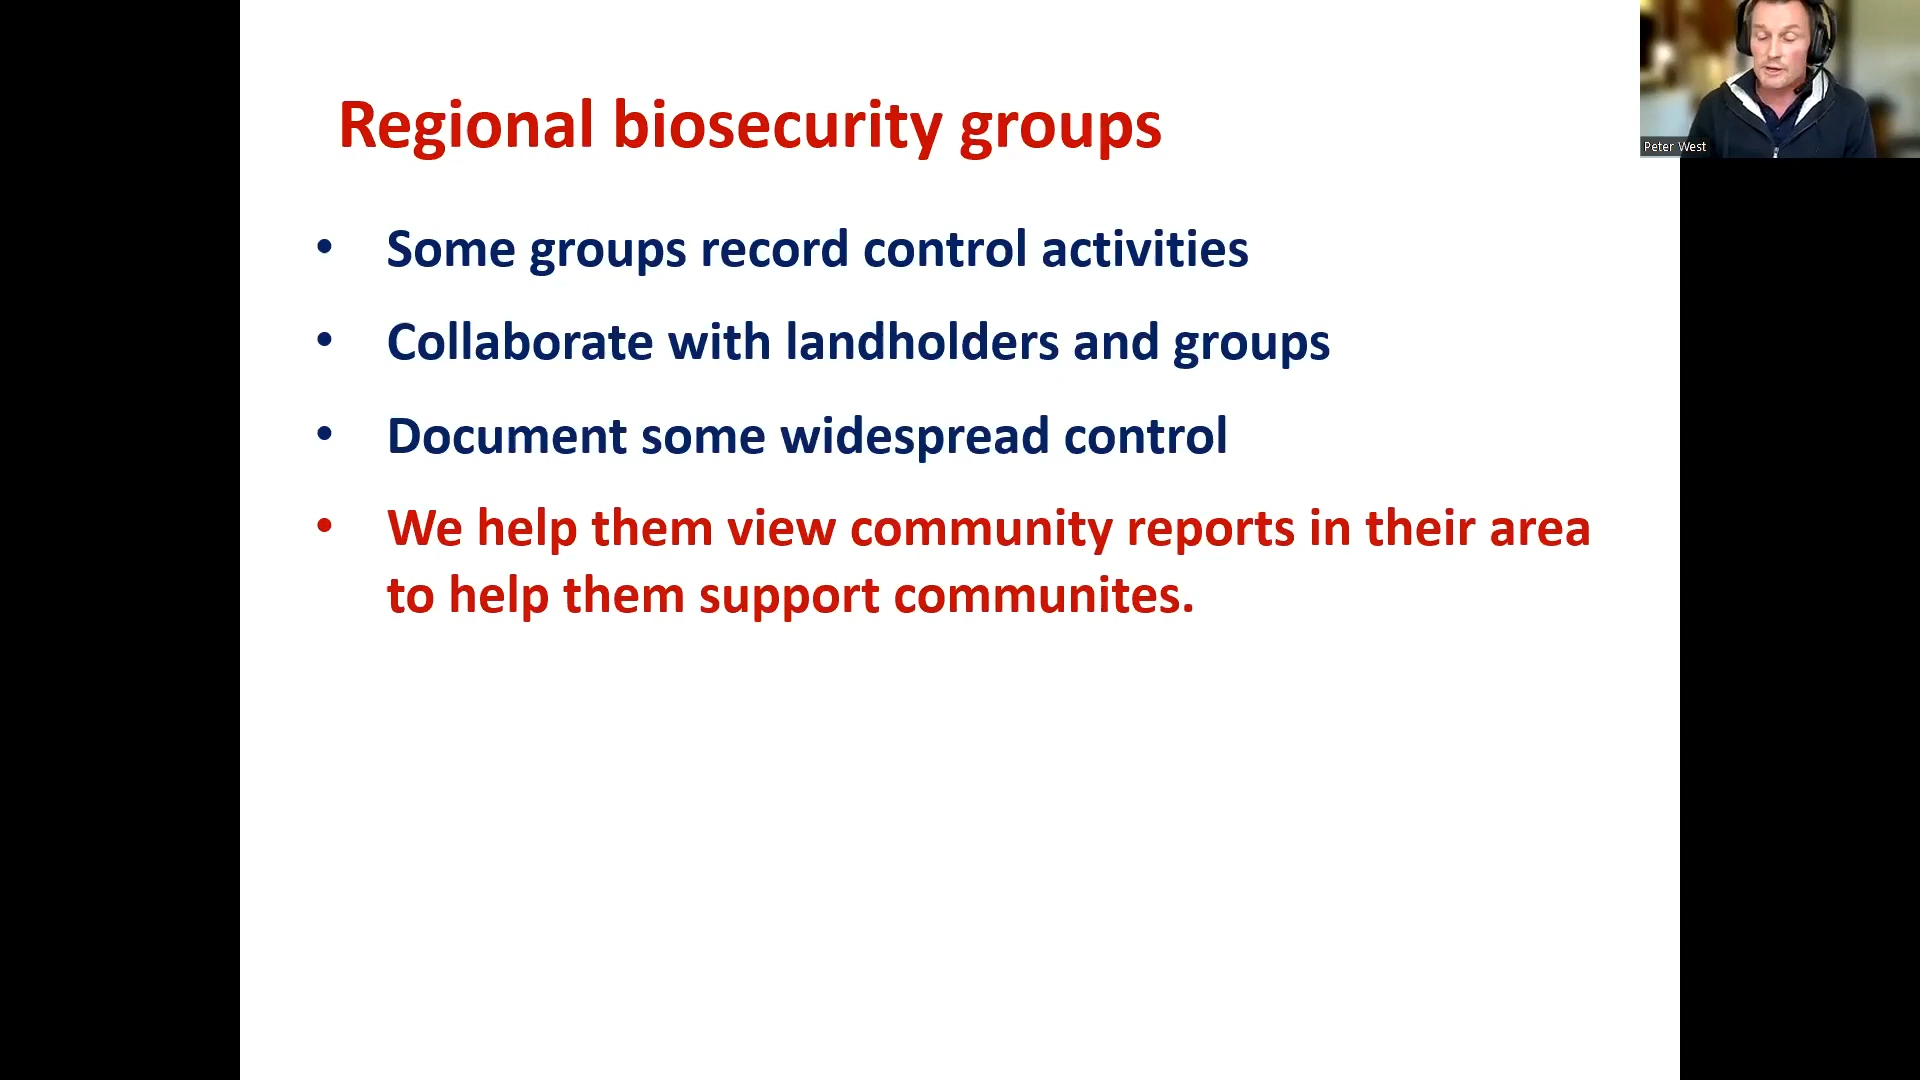 Regional biosecurity groups
Peter West
• Some groups record control activities
• Collaborate with landholders and groups
• Document some widespread control
• We help them view community reports in their area
to help them support communites.